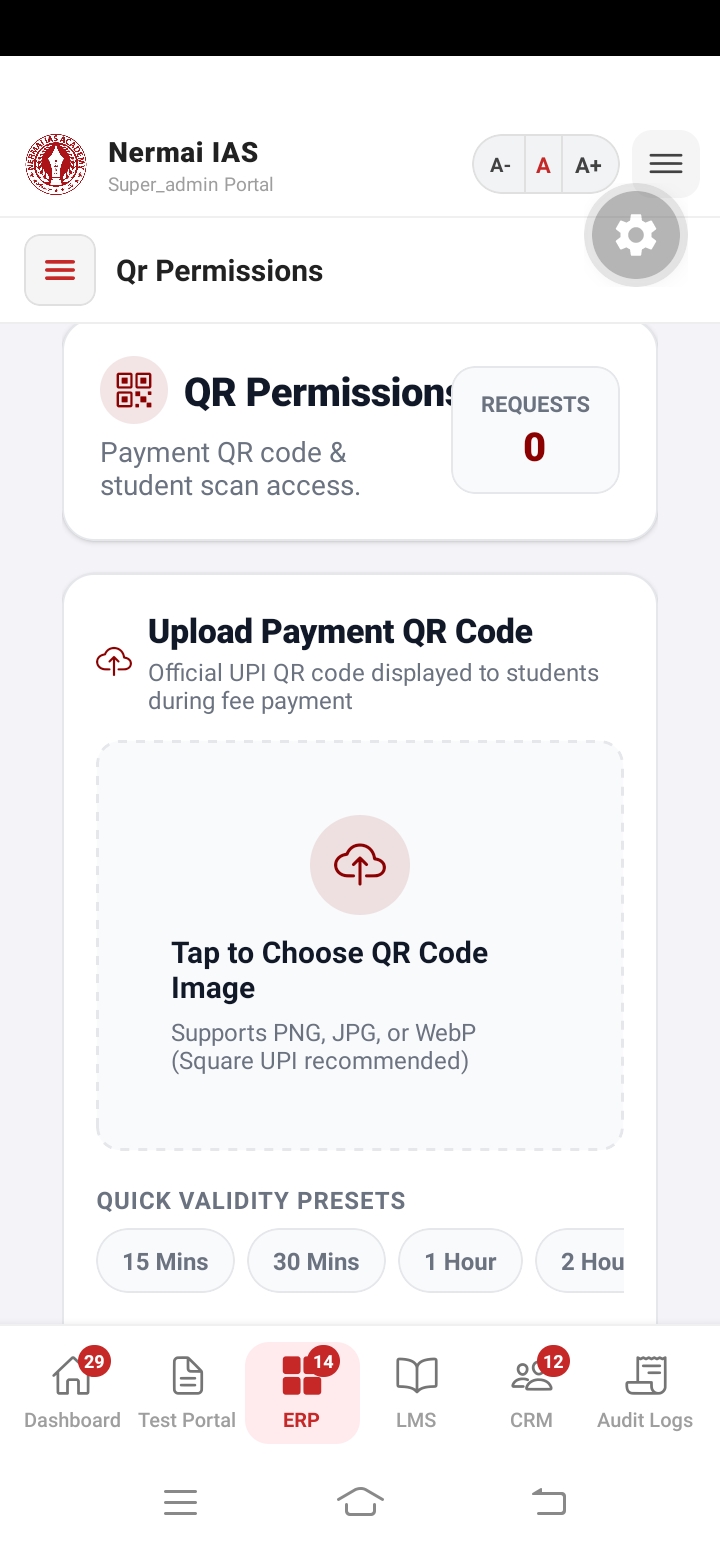 Nermai IAS
Super_admin Portal
A- A A+
Qr Permissions
QR Permissions
Payment QR code &
student scan access.
REQUESTS
0
Upload Payment QR Code
Official UPI QR code displayed to students
during fee payment
Tap to Choose QR Code
Image
Supports PNG, JPG, or WebP
(Square UPI recommended)
QUICK VALIDITY PRESETS
15 Mins 30 Mins 1 Hour 2 Hou
29 14 12
Dashboard Test Portal ERP LMS CRM Audit Logs